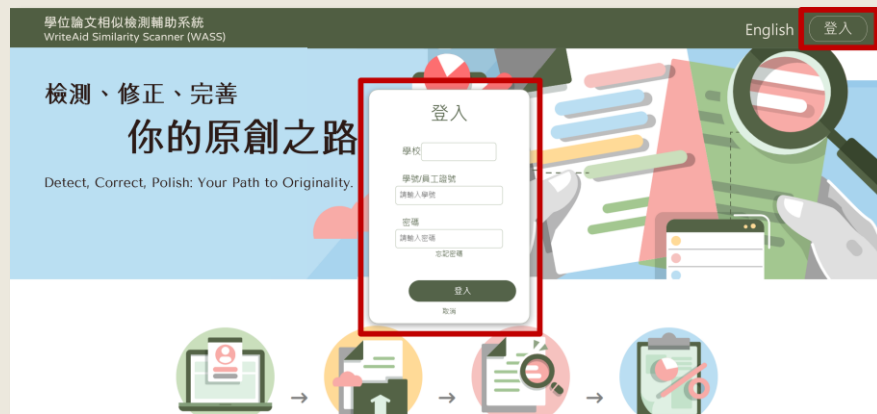 學位論文相似檢測輔助系統
WriteAid Similarity Scanner (WASS)
English
登入
檢測、修正、完善
你的原創之路
Detect, Correct, Polish: Your Path to Originality.
登入
學校
學號/員工證號
請輸入學號
密碼
請輸入密碼
忘記密碼
登入
取消